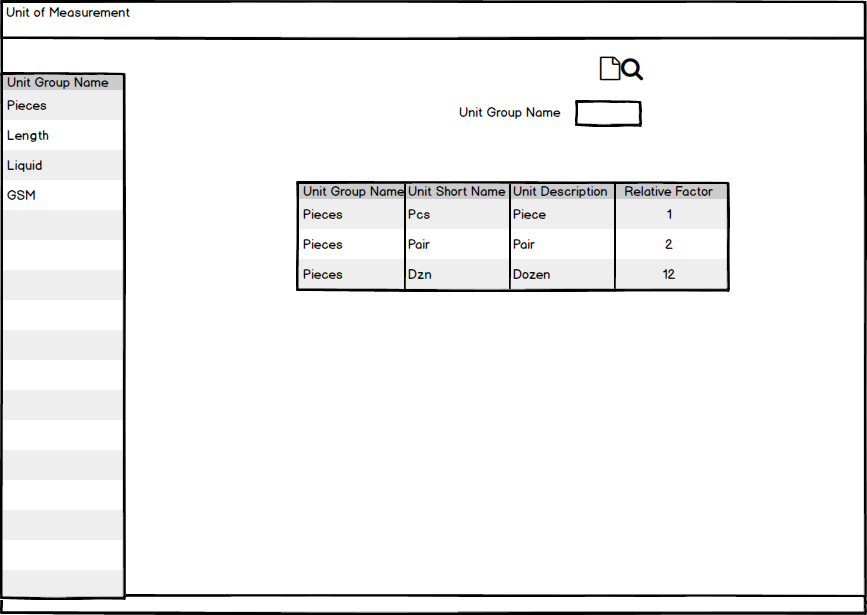 Unit of Measurement
Unit Group Name
Pieces
Length
Liquid
GSM
Unit Group Name
Unit Group Name Unit Short Name Unit Description Relative Factor
Pieces Pcs Piece 1
Pieces Pair Pair 2
Pieces Dzn Dozen 12